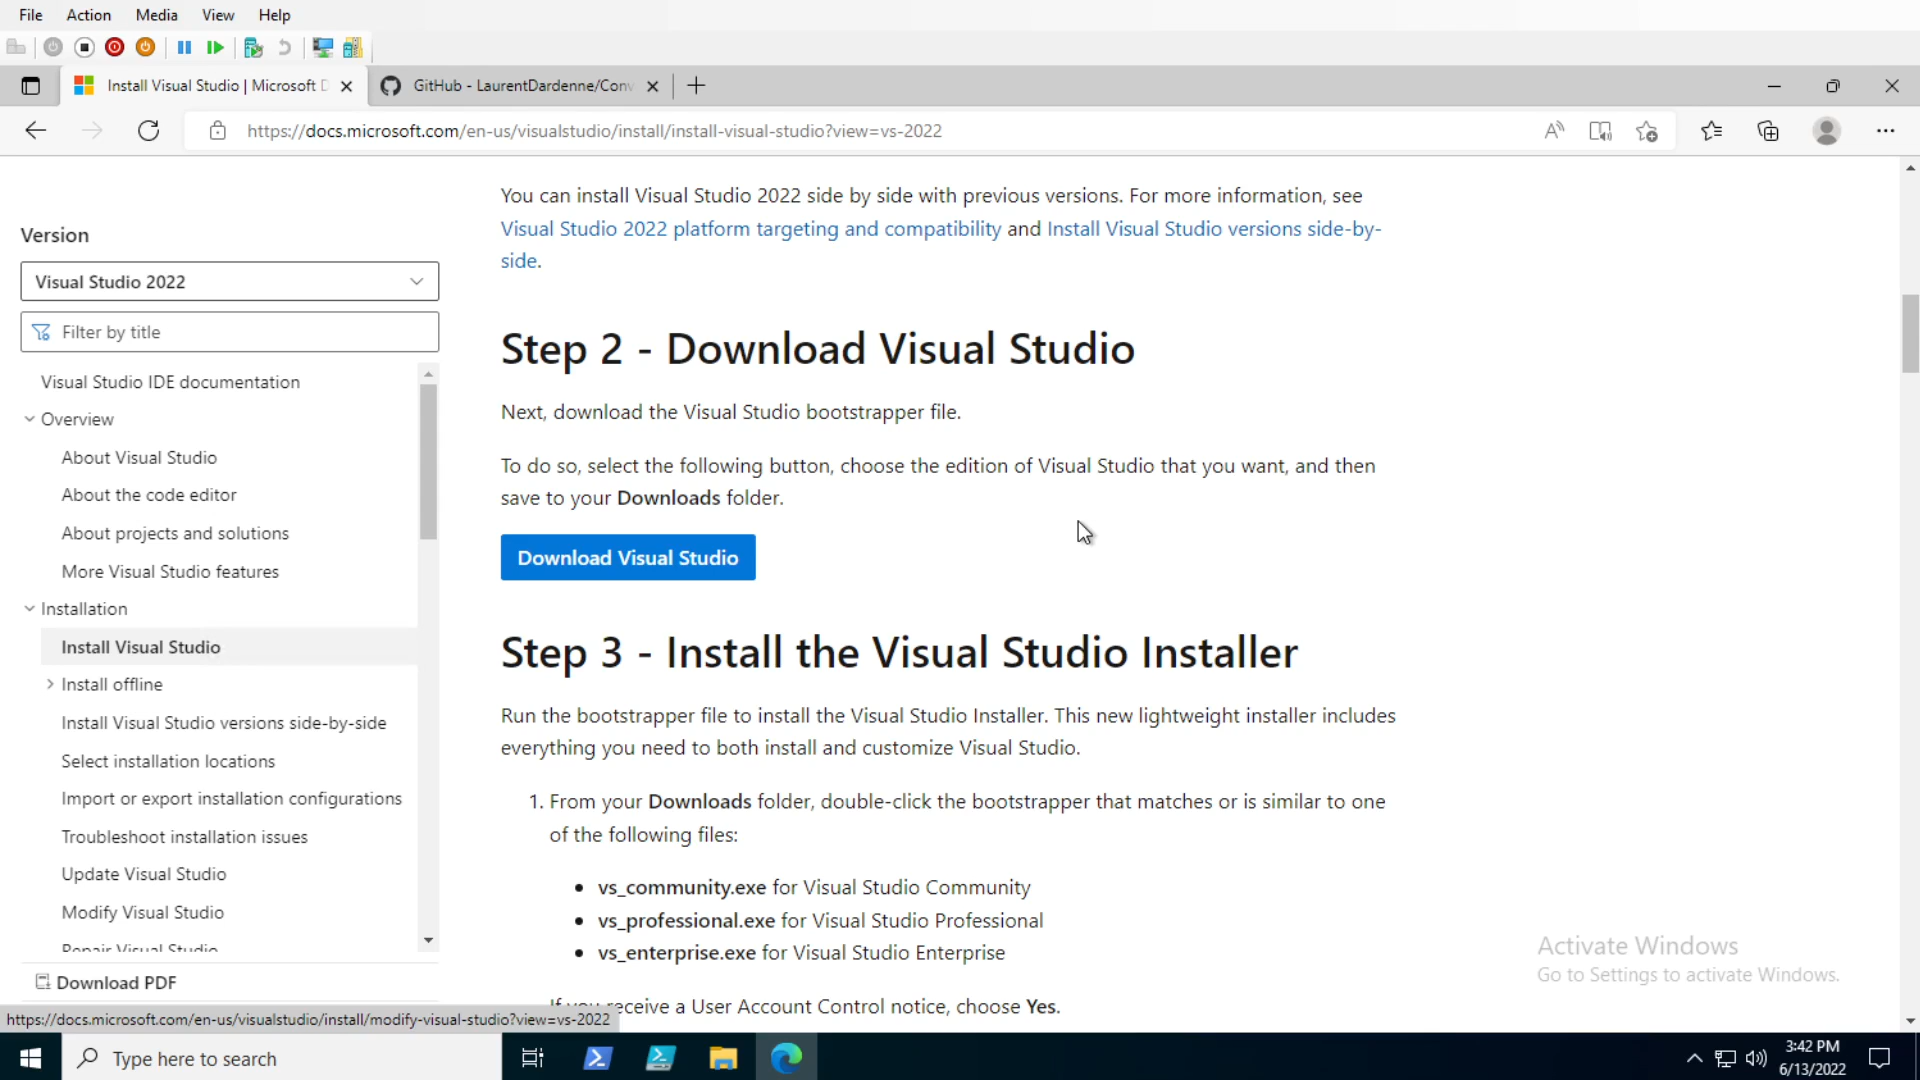 File Action Media View Help
Install Visual Studio | Microsoft D
GitHub - LaurentDardenne/Conv
https://docs.microsoft.com/en-us/visualstudio/install/install-visual-studio?view=vs-2022
Version
Visual Studio 2022
Filter by title
Visual Studio IDE documentation
Overview
About Visual Studio
About the code editor
About projects and solutions
More Visual Studio features
Installation
Install Visual Studio
Install offline
Install Visual Studio versions side-by-side
Select installation locations
Import or export installation configurations
Troubleshoot installation issues
Update Visual Studio
Modify Visual Studio
Repair Visual Studio
Download PDF
https://docs.microsoft.com/en-us/visualstudio/install/modify-visual-studio?view=vs-2022
You can install Visual Studio 2022 side by side with previous versions. For more information, see
Visual Studio 2022 platform targeting and compatibility and Install Visual Studio versions side-by-
side.
Step 2 - Download Visual Studio
Next, download the Visual Studio bootstrapper file.
To do so, select the following button, choose the edition of Visual Studio that you want, and then
save to your Downloads folder.
Download Visual Studio
Step 3 - Install the Visual Studio Installer
Run the bootstrapper file to install the Visual Studio Installer. This new lightweight installer includes
everything you need to both install and customize Visual Studio.
1. From your Downloads folder, double-click the bootstrapper that matches or is similar to one
of the following files:
• vs_community.exe for Visual Studio Community
• vs_professional.exe for Visual Studio Professional
• vs_enterprise.exe for Visual Studio Enterprise
If you receive a User Account Control notice, choose Yes.
Activate Windows
Go to Settings to activate Windows.
Type here to search
3:42 PM
6/13/2022